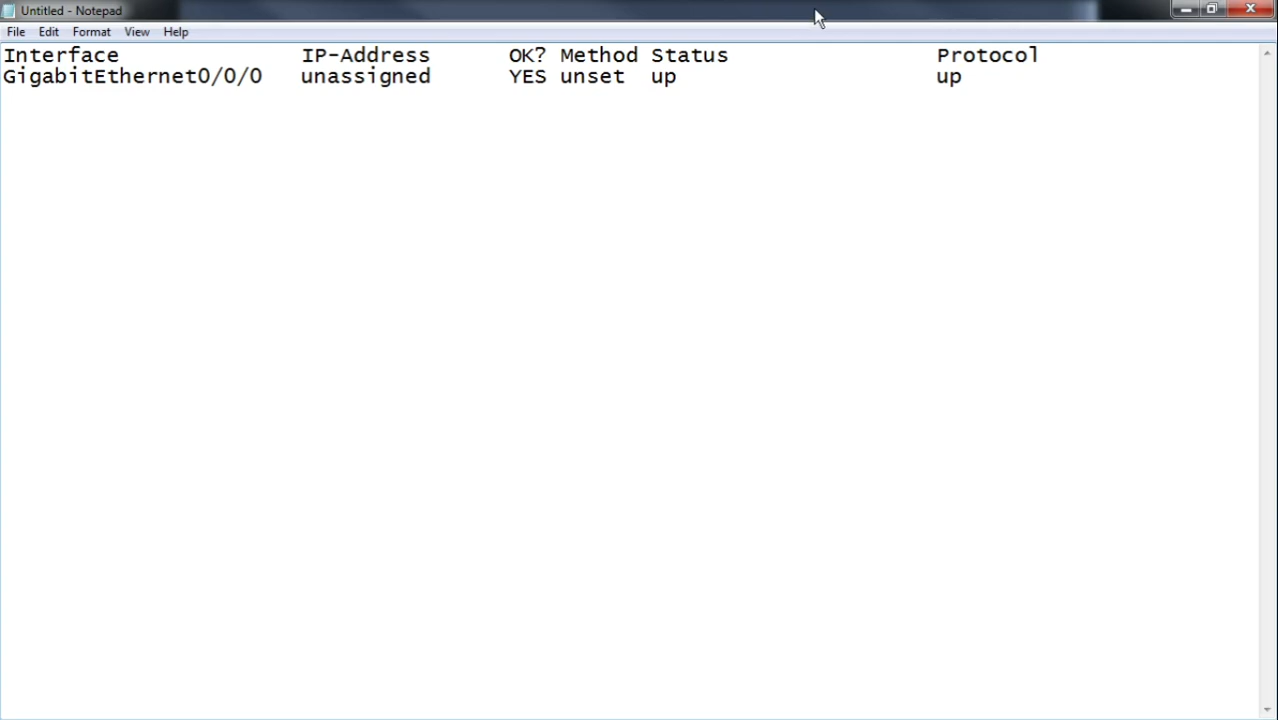 Untitled - Notepad
File Edit Format View Help
Interface IP-Address OK? Method Status Protocol
GigabitEthernet0/0/0 unassigned YES unset up up